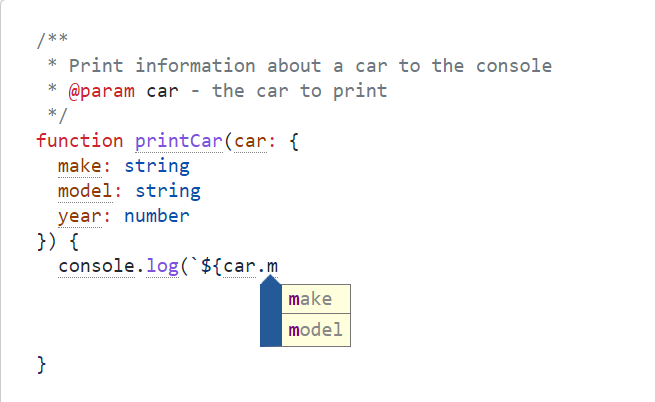 /**
 * Print information about a car to the console
 * @param car - the car to print
 */
function printCar(car: {
  make: string
  model: string
  year: number
}) {
  console.log(`${car.m
make
model
}